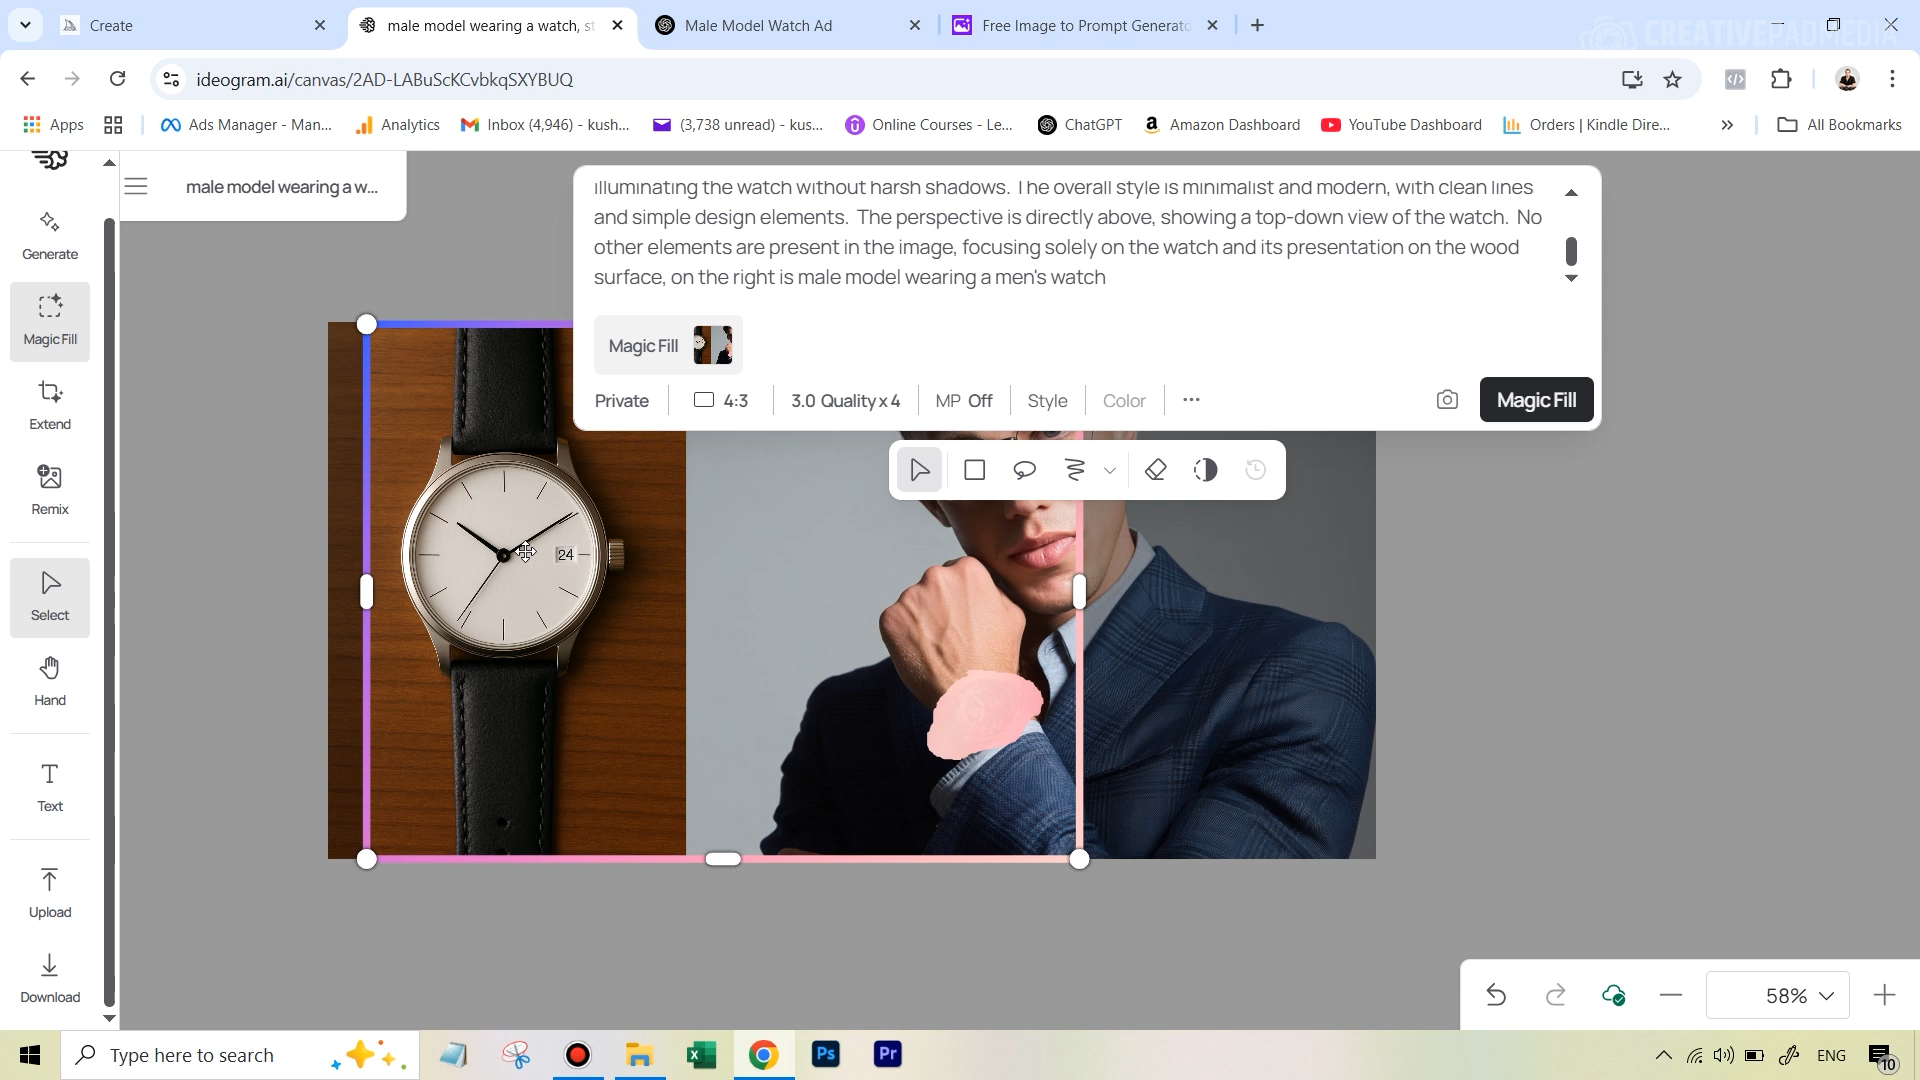 Create
male model wearing a watch, st
Male Model Watch Ad
Free Image to Prompt Generato
CREATIVEPADMEDIA
ideogram.ai/canvas/2AD-LABuScKCvbkqSXYBUQ
Apps
Ads Manager - Man...
Analytics
Inbox (4,946) - kush...
(3,738 unread) - kus...
Online Courses - Le...
ChatGPT
Amazon Dashboard
YouTube Dashboard
Orders | Kindle Dire...
All Bookmarks
male model wearing a w...
illuminating the watch without harsh shadows. The overall style is minimalist and modern, with clean lines
and simple design elements. The perspective is directly above, showing a top-down view of the watch. No
other elements are present in the image, focusing solely on the watch and its presentation on the wood
surface, on the right is male model wearing a men's watch
Magic Fill
Private
4:3
3.0 Quality x 4
MP Off
Style
Color
Magic Fill
Generate
Magic Fill
Extend
Remix
Select
Hand
Text
Upload
Download
24
58%
Type here to search
Ps
Pr
ENG
10